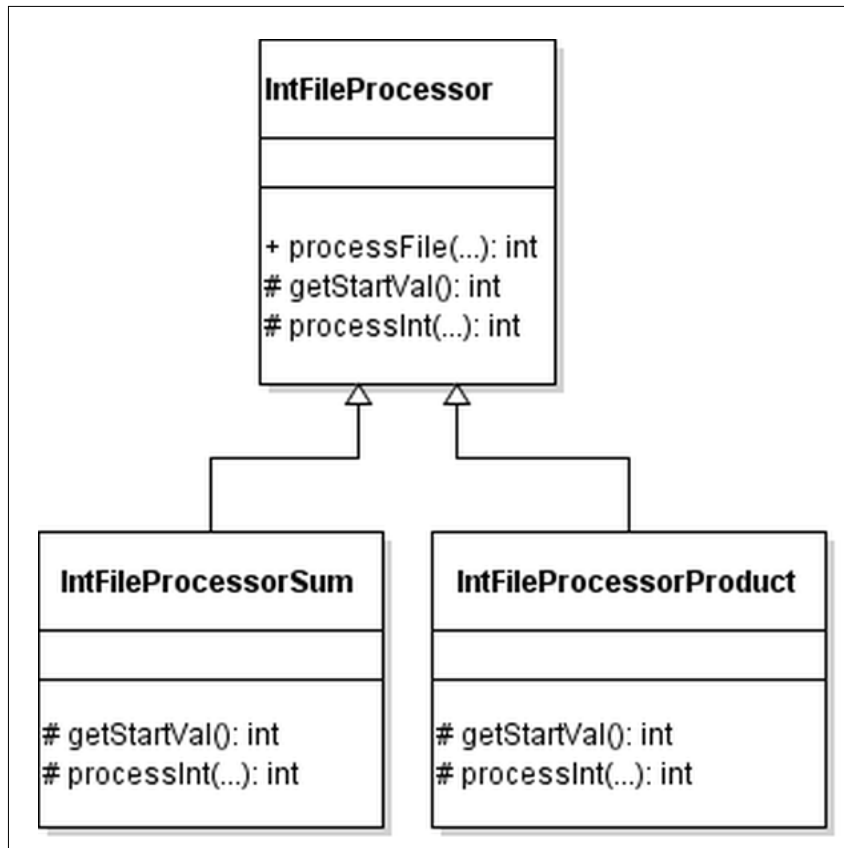 IntFileProcessor
+ processFile(...): int
# getStartVal(): int
# processInt(...): int
IntFileProcessorSum
# getStartVal(): int
# processInt(...): int
IntFileProcessorProduct
# getStartVal(): int
# processInt(...): int